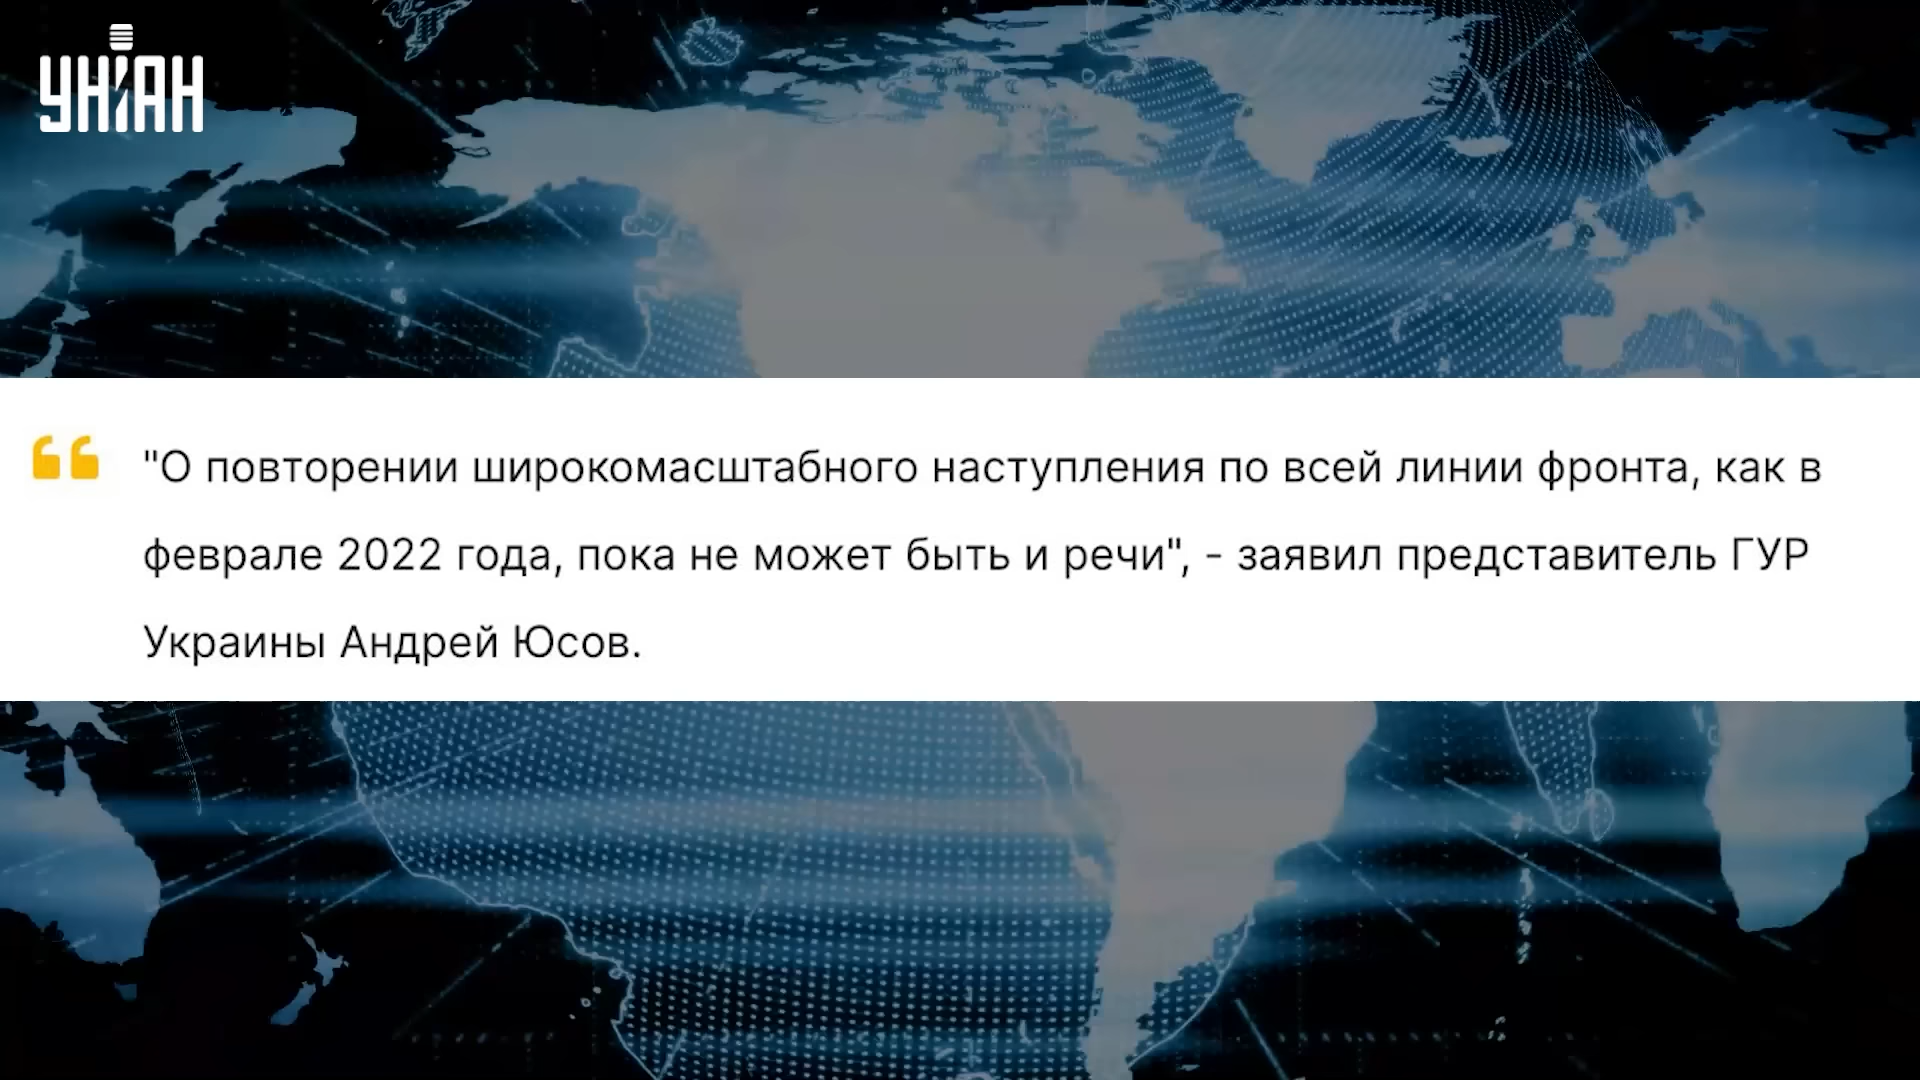 УНІАН
"О повторении широкомасштабного наступления по всей линии фронта, как в
феврале 2022 года, пока не может быть и речи", - заявил представитель ГУР
Украины Андрей Юсов.